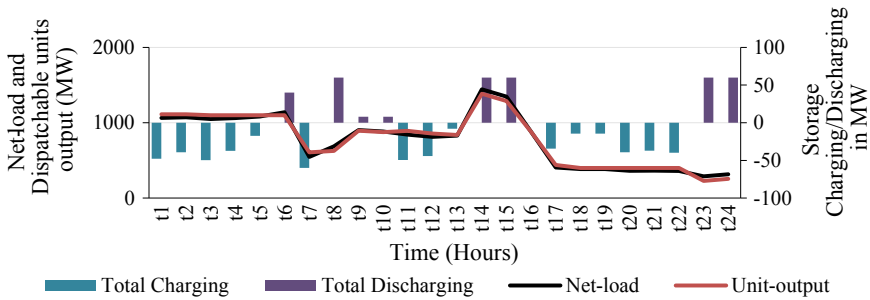 Net-load and
Dispatchable units
output (MW)
2000
1000
0
100
50
0
-50
-100
Storage
Charging/Discharging
in MW
t1 t2 t3 t4 t5 t6 t7 t8 t9 t10 t11 t12 t13 t14 t15 t16 t17 t18 t19 t20 t21 t22 t23 t24
Time (Hours)
Total Charging Total Discharging Net-load Unit-output